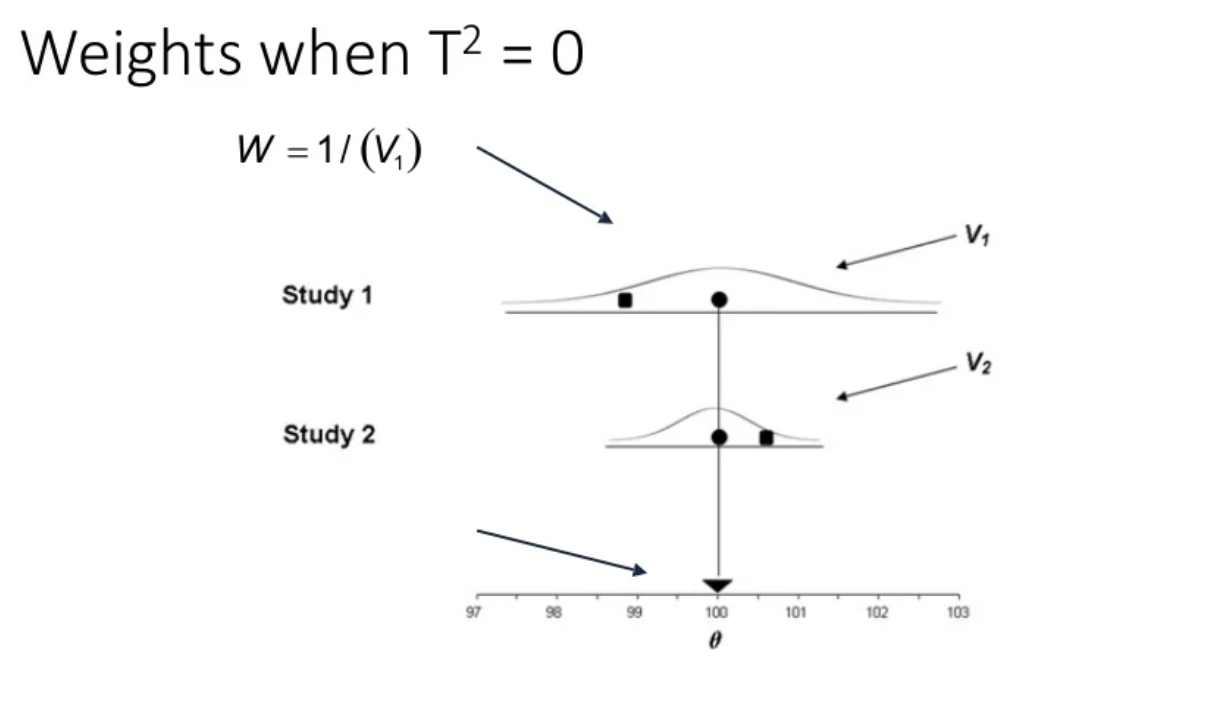 Weights when T² = 0
W = 1/(V₁)
V₁
Study 1
V₂
Study 2
97 98 99 100 101 102 103
θ